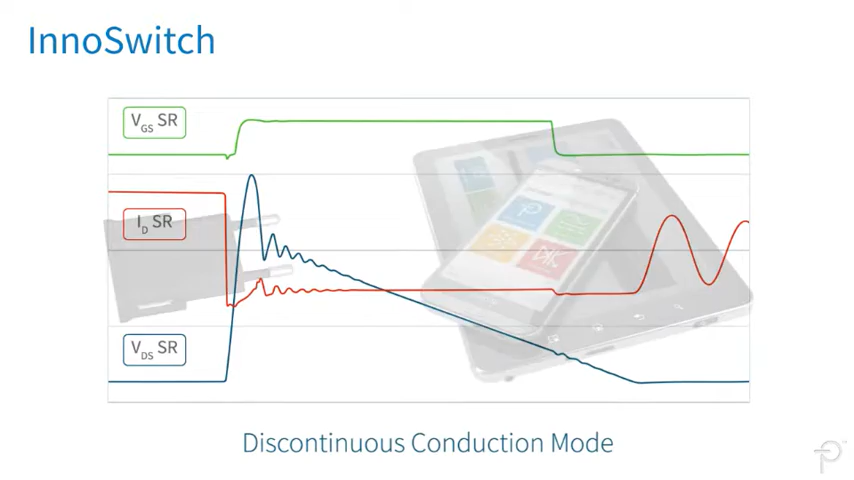 InnoSwitch
VGS SR
ID SR
VDS SR
Discontinuous Conduction Mode